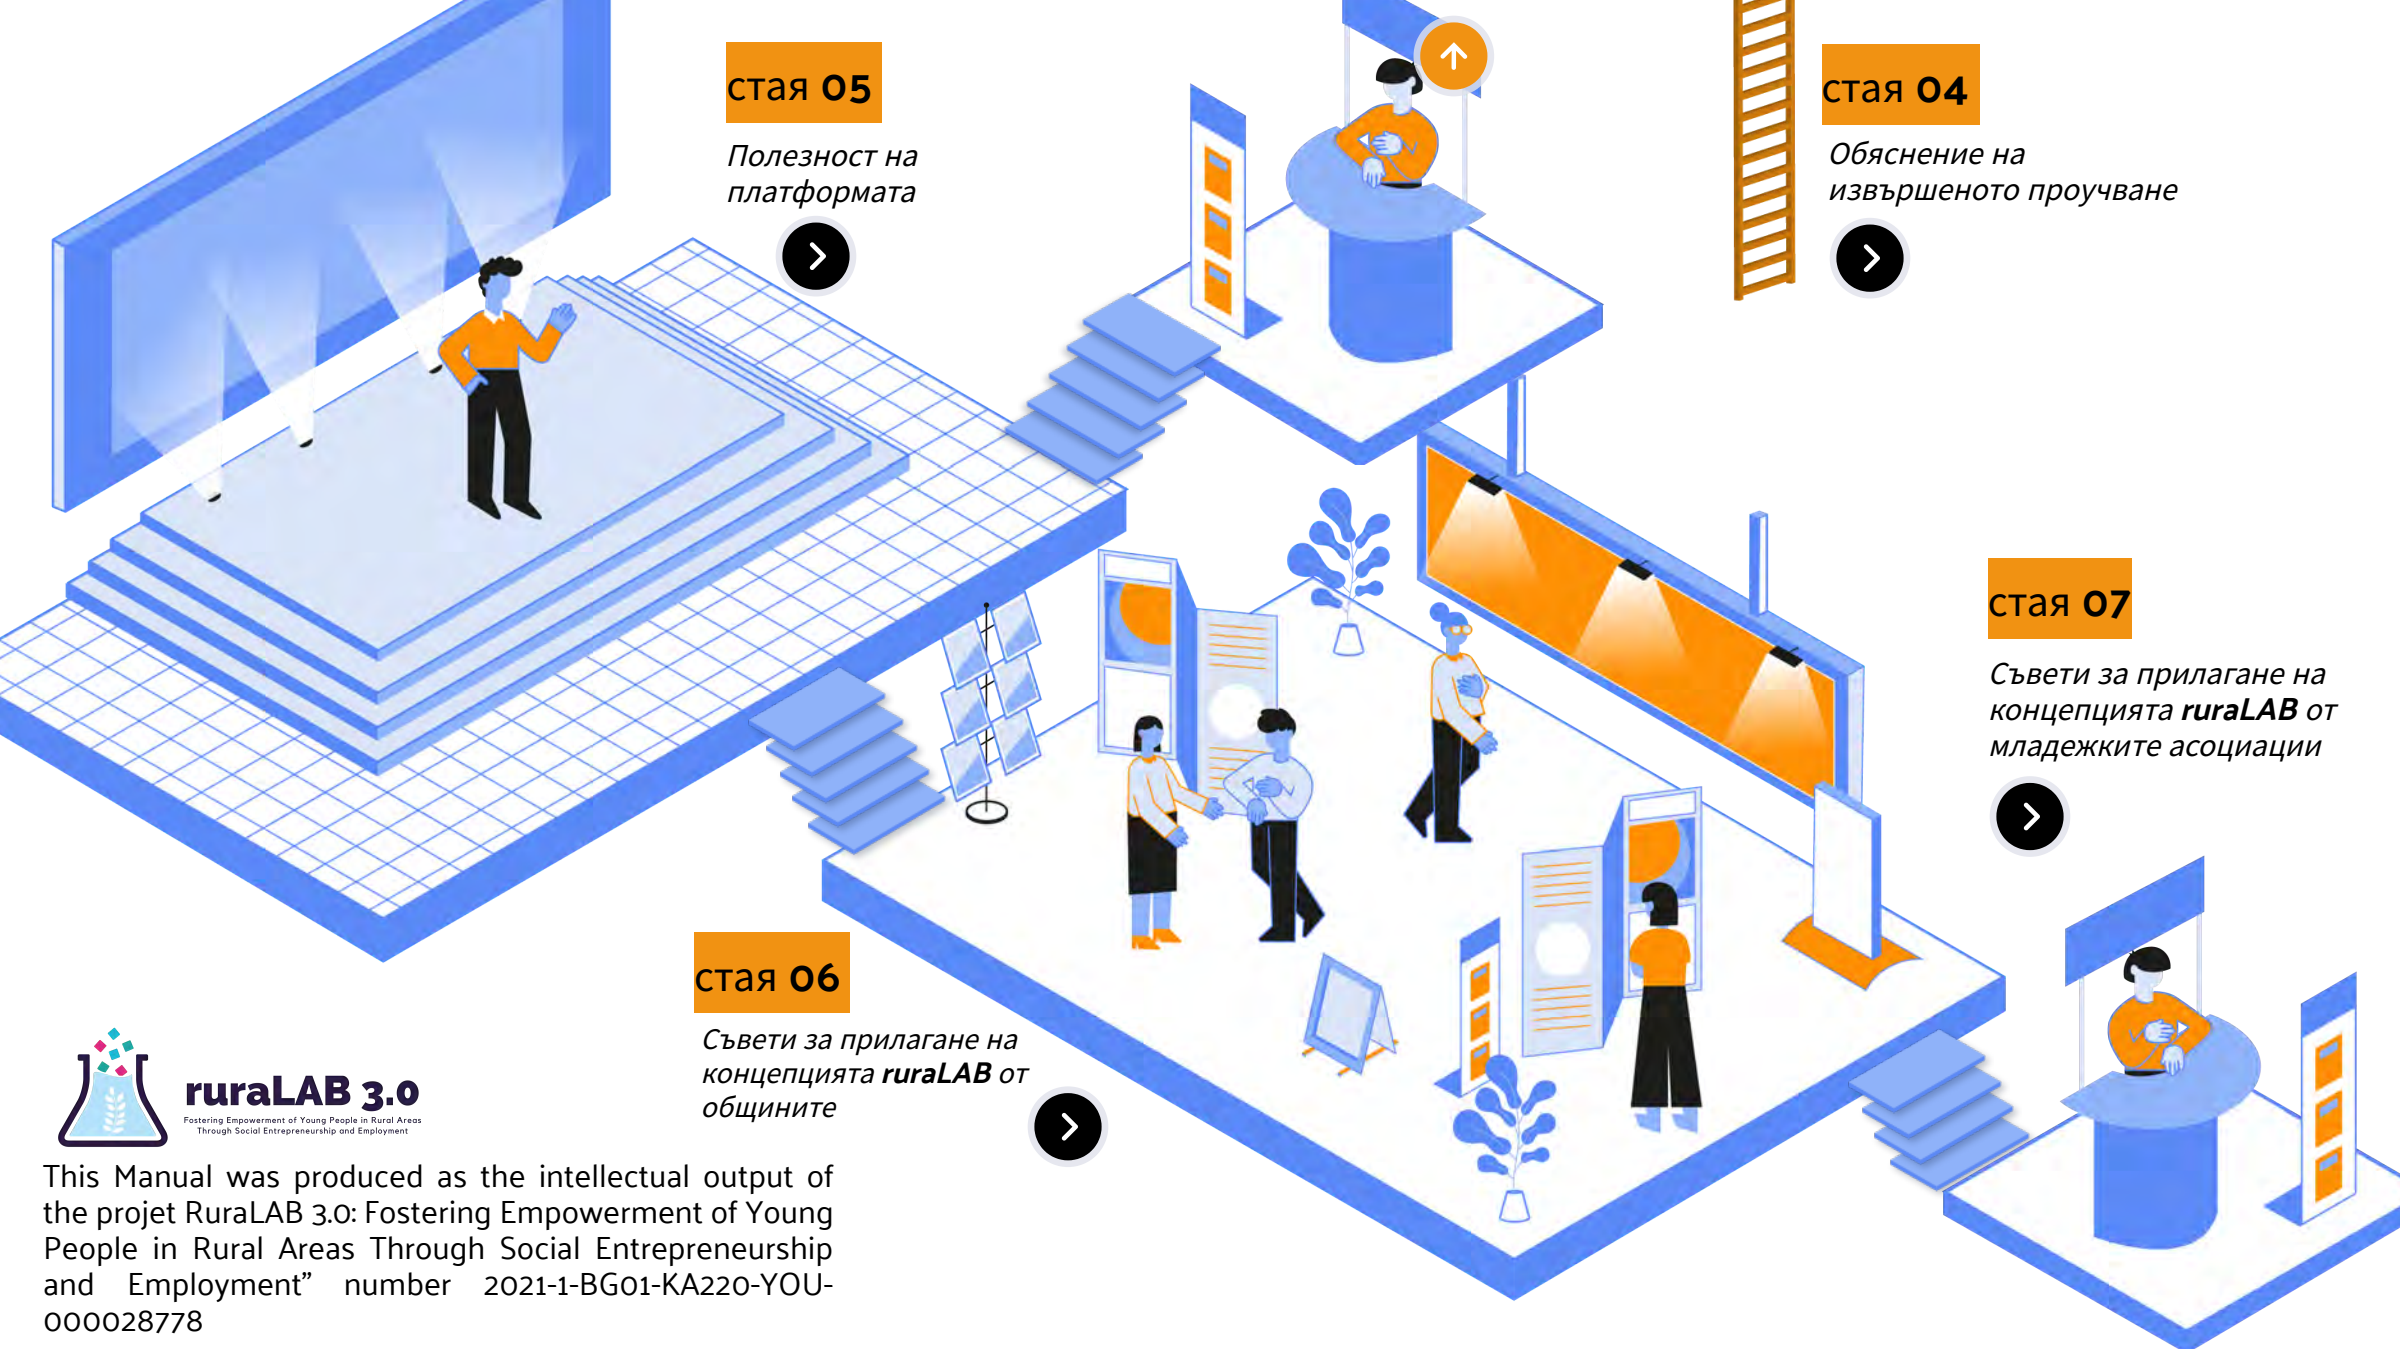 стая 05
Полезност на
платформата
стая 04
Обяснение на
извършеното проучване
стая 07
Съвети за прилагане на
концепцията ruraLAB от
младежките асоциации
стая 06
Съвети за прилагане на
концепцията ruraLAB от
общините
ruraLAB 3.0
Fostering Empowerment of Young People in Rural Areas
Through Social Entrepreneurship and Employment
This Manual was produced as the intellectual output of
the projet RuraLAB 3.0: Fostering Empowerment of Young
People in Rural Areas Through Social Entrepreneurship
and Employment” number 2021-1-BG01-KA220-YOU-
000028778